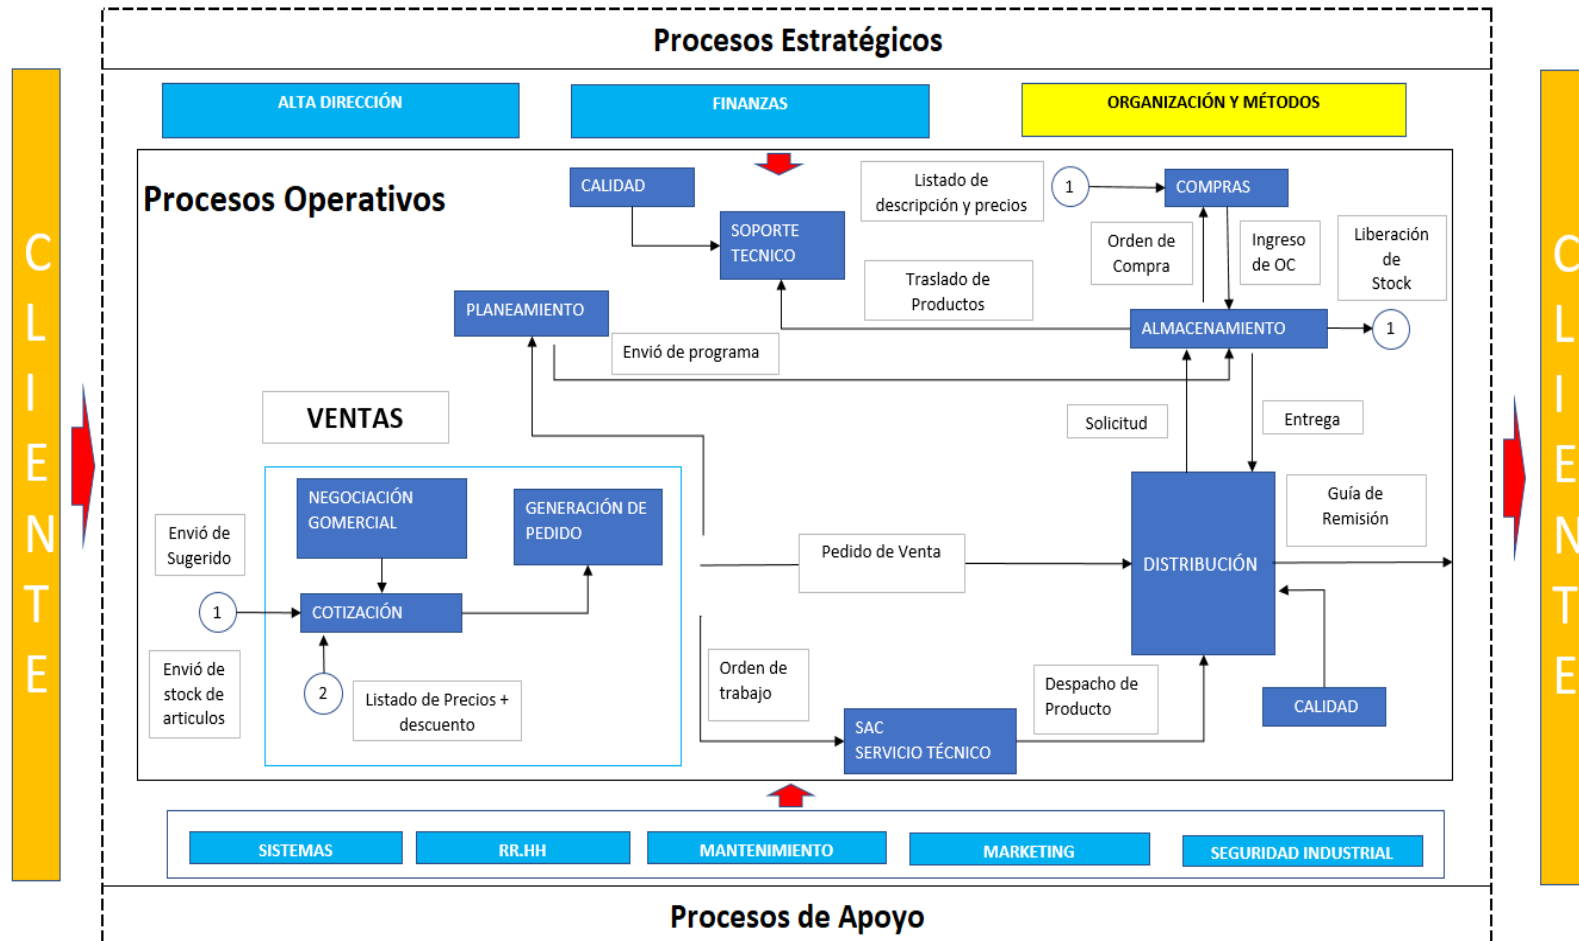 Procesos Estratégicos
ALTA DIRECCIÓN
FINANZAS
ORGANIZACIÓN Y MÉTODOS
CLIENTE
Procesos Operativos
CALIDAD
SOPORTE
TECNICO
Listado de
descripción y precios
1
COMPRAS
Orden de
Compra
Ingreso
de OC
Liberación
de
Stock
Traslado de
Productos
PLANEAMIENTO
Envió de programa
ALMACENAMIENTO
1
VENTAS
Solicitud
Entrega
NEGOCIACIÓN
GOMERCIAL
GENERACIÓN DE
PEDIDO
Envió de
Sugerido
1
COTIZACIÓN
Envió de
stock de
articulos
2
Listado de Precios +
descuento
Pedido de Venta
DISTRIBUCIÓN
Guía de
Remisión
Orden de
trabajo
Despacho de
Producto
CALIDAD
SAC
SERVICIO TÉCNICO
CLIENTE
SISTEMAS
RR.HH
MANTENIMIENTO
MARKETING
SEGURIDAD INDUSTRIAL
Procesos de Apoyo